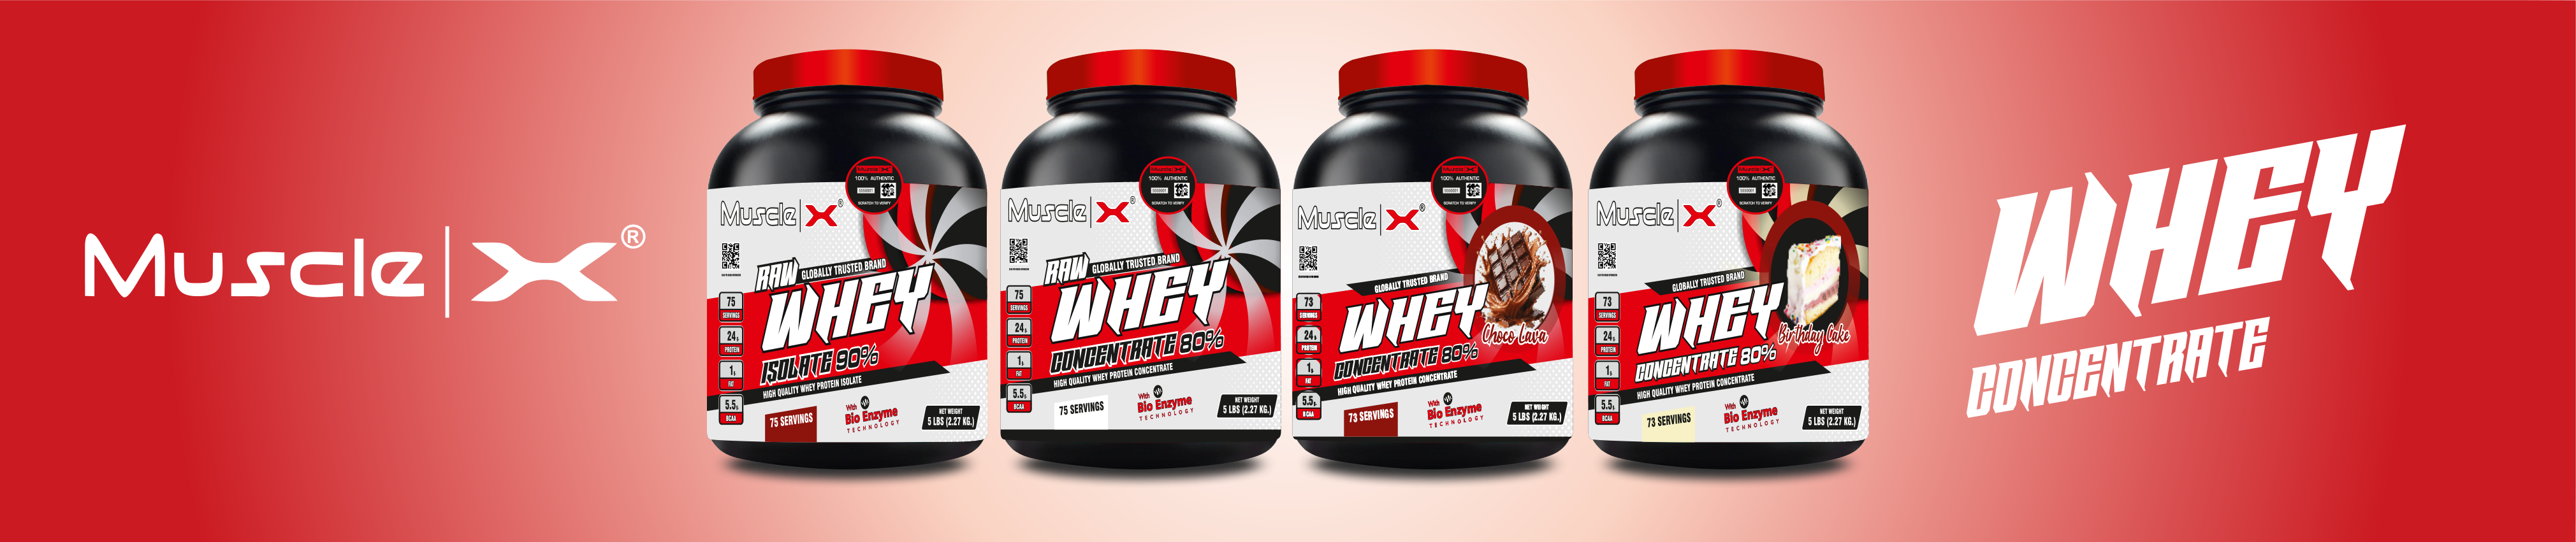 Muscle X ®
MUSCLE X
100% AUTHENTIC
SCRATCH TO VERIFY
Muscle X ®
RAW GLOBALLY TRUSTED BRAND
WHEY
ISOLATE 90%
HIGH QUALITY WHEY PROTEIN ISOLATE
75
SERVINGS
24g
PROTEIN
1g
FAT
5.5g
BCAA
75 SERVINGS
With
Bio Enzyme
TECHNOLOGY
NET WEIGHT
5 LBS (2.27 KG.)
MUSCLE X
100% AUTHENTIC
SCRATCH TO VERIFY
Muscle X ®
RAW GLOBALLY TRUSTED BRAND
WHEY
CONCENTRATE 80%
HIGH QUALITY WHEY PROTEIN CONCENTRATE
75
SERVINGS
24g
PROTEIN
1g
FAT
5.5g
BCAA
75 SERVINGS
With
Bio Enzyme
TECHNOLOGY
NET WEIGHT
5 LBS (2.27 KG.)
MUSCLE X
100% AUTHENTIC
SCRATCH TO VERIFY
Muscle X ®
GLOBALLY TRUSTED BRAND
WHEY
Choco Lava
CONCENTRATE 80%
HIGH QUALITY WHEY PROTEIN CONCENTRATE
73
SERVINGS
24g
PROTEIN
1g
FAT
5.5g
BCAA
73 SERVINGS
With
Bio Enzyme
TECHNOLOGY
NET WEIGHT
5 LBS (2.27 KG.)
MUSCLE X
100% AUTHENTIC
SCRATCH TO VERIFY
Muscle X ®
GLOBALLY TRUSTED BRAND
WHEY
Birthday Cake
CONCENTRATE 80%
HIGH QUALITY WHEY PROTEIN CONCENTRATE
73
SERVINGS
24g
PROTEIN
1g
FAT
5.5g
BCAA
73 SERVINGS
With
Bio Enzyme
TECHNOLOGY
NET WEIGHT
5 LBS (2.27 KG.)
WHEY
CONCENTRATE